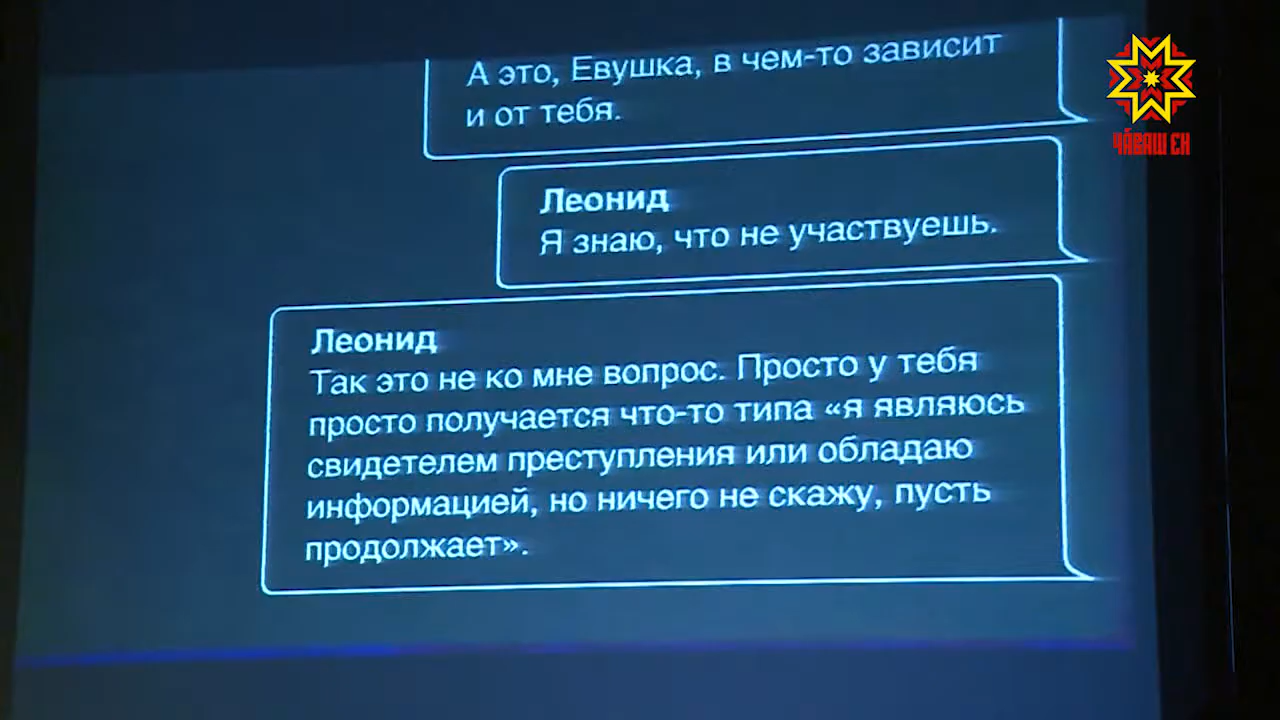 А это, Евушка, в чем-то зависит
и от тебя.
Леонид
Я знаю, что не участвуешь.
Леонид
Так это не ко мне вопрос. Просто у тебя
просто получается что-то типа «я являюсь
свидетелем преступления или обладаю
информацией, но ничего не скажу, пусть
продолжает».
ЧӐВАШ ЕН